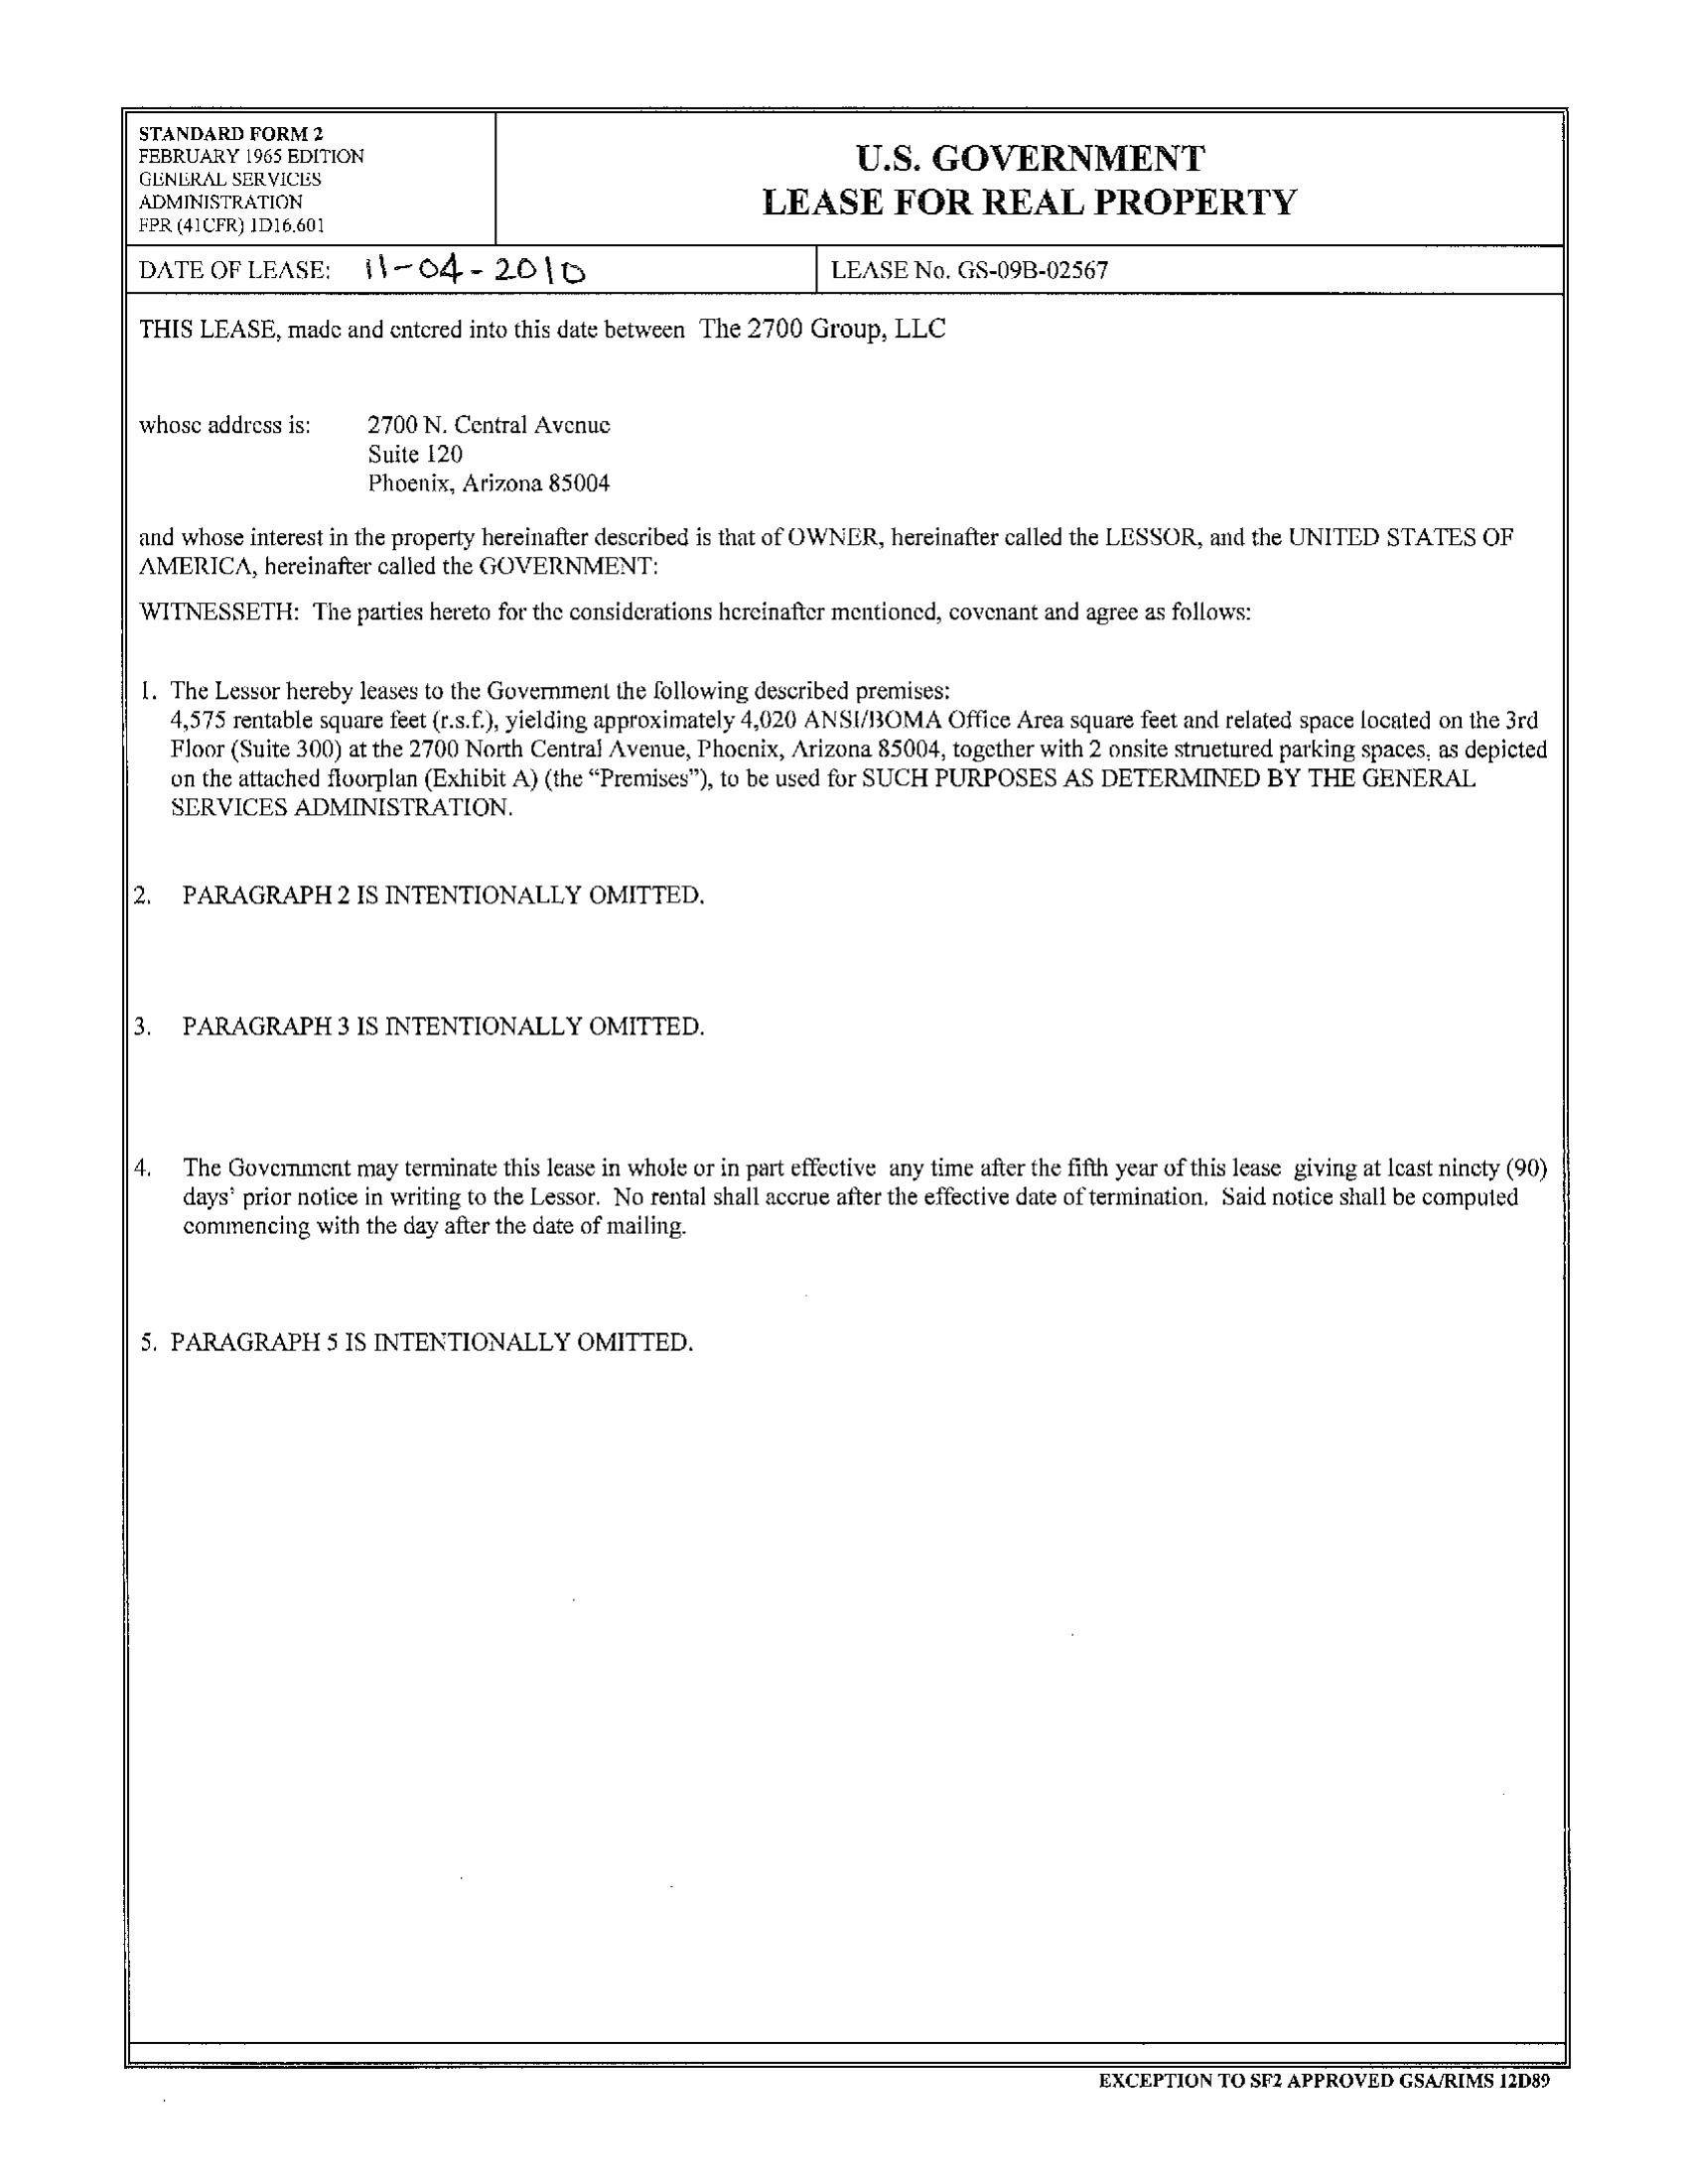 STANDARD FORM 2
FEBRUARY 1965 EDITION
GENERAL SERVICES
ADMINISTRATION
FPR (41CFR) 1D16.601
U.S. GOVERNMENT
LEASE FOR REAL PROPERTY
DATE OF LEASE: 11-04-2010
LEASE No. GS-09B-02567
THIS LEASE, made and entered into this date between The 2700 Group, LLC
whose address is: 2700 N. Central Avenue
Suite 120
Phoenix, Arizona 85004
and whose interest in the property hereinafter described is that of OWNER, hereinafter called the LESSOR, and the UNITED STATES OF
AMERICA, hereinafter called the GOVERNMENT:
WITNESSETH: The parties hereto for the considerations hereinafter mentioned, covenant and agree as follows:
1. The Lessor hereby leases to the Government the following described premises:
4,575 rentable square feet (r.s.f.), yielding approximately 4,020 ANSI/BOMA Office Area square feet and related space located on the 3rd
Floor (Suite 300) at the 2700 North Central Avenue, Phoenix, Arizona 85004, together with 2 onsite structured parking spaces, as depicted
on the attached floorplan (Exhibit A) (the “Premises”), to be used for SUCH PURPOSES AS DETERMINED BY THE GENERAL
SERVICES ADMINISTRATION.
2. PARAGRAPH 2 IS INTENTIONALLY OMITTED.
3. PARAGRAPH 3 IS INTENTIONALLY OMITTED.
4. The Government may terminate this lease in whole or in part effective any time after the fifth year of this lease giving at least ninety (90)
days’ prior notice in writing to the Lessor. No rental shall accrue after the effective date of termination. Said notice shall be computed
commencing with the day after the date of mailing.
5. PARAGRAPH 5 IS INTENTIONALLY OMITTED.
EXCEPTION TO SF2 APPROVED GSA/RIMS 12D89